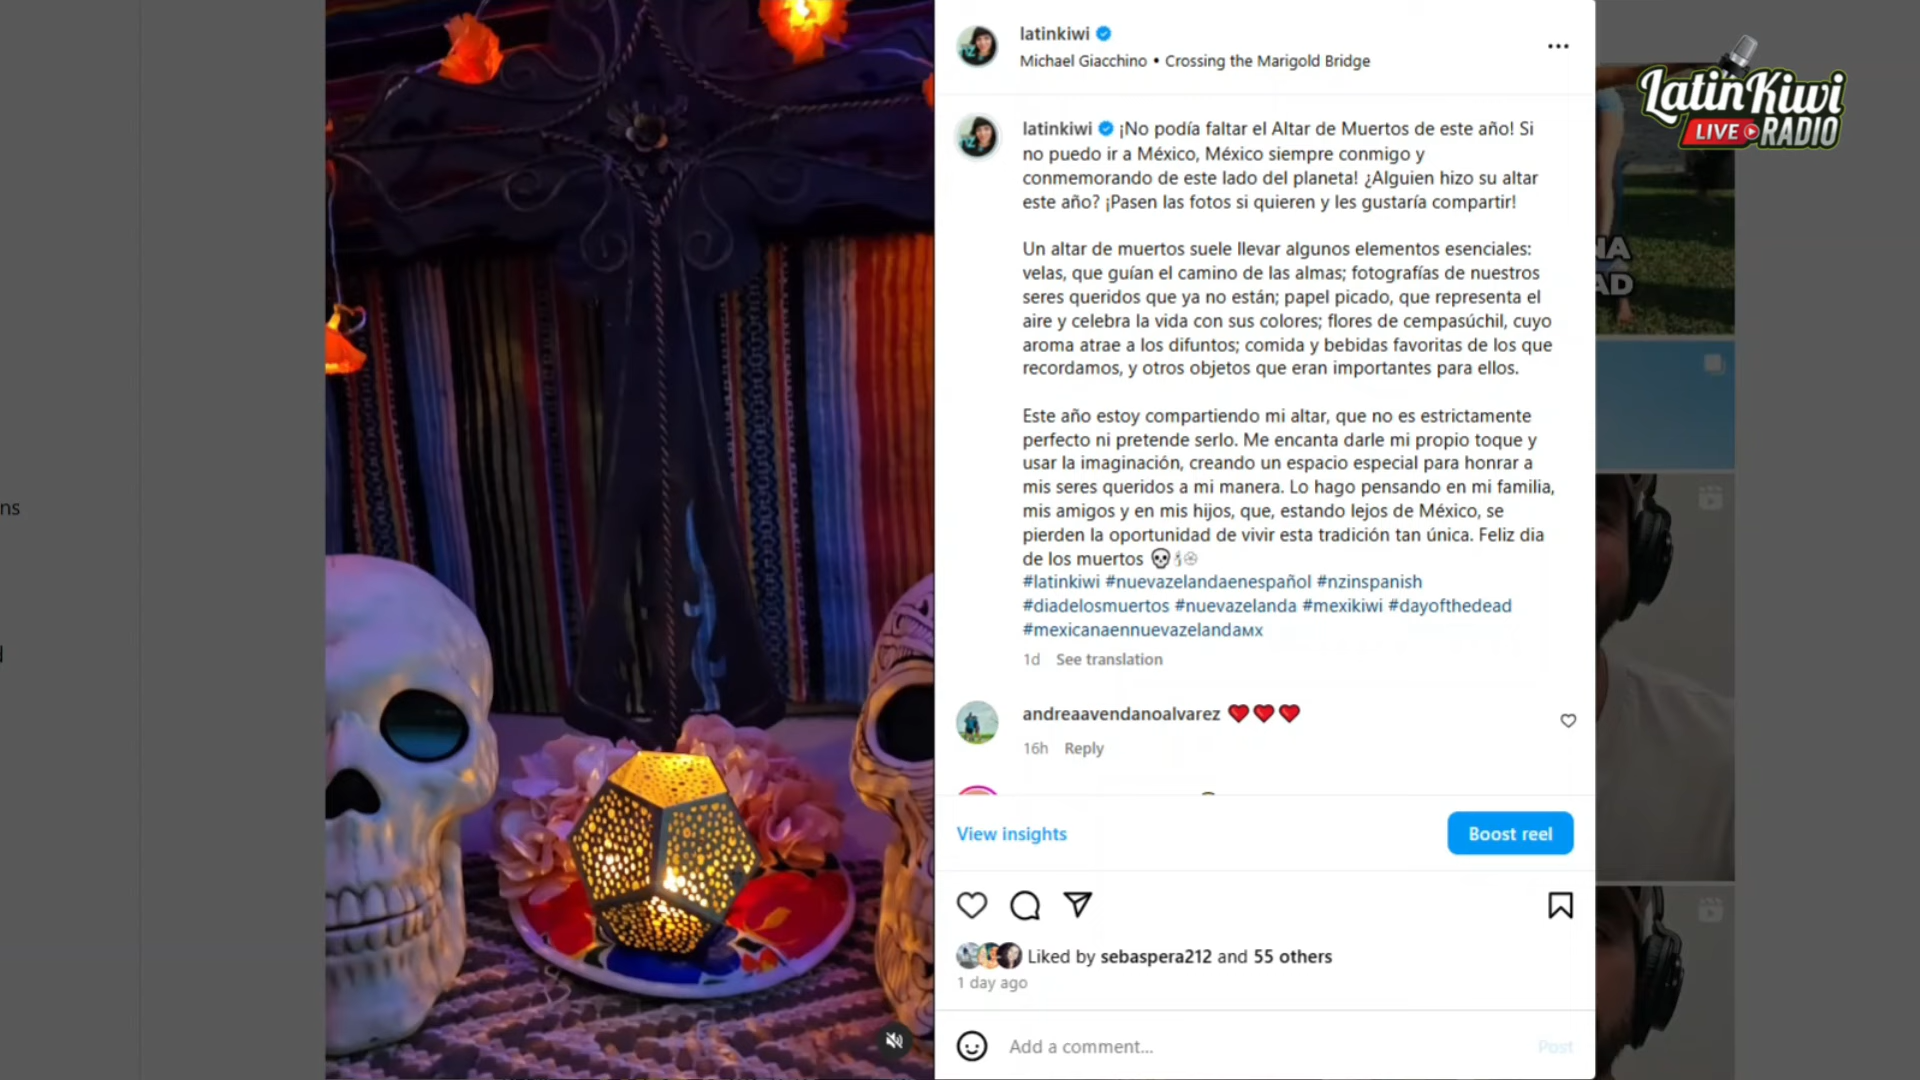 latinkiwi
Michael Giacchino • Crossing the Marigold Bridge
LatinKiwi
LIVE RADIO
latinkiwi ¡No podía faltar el Altar de Muertos de este año! Si
no puedo ir a México, México siempre conmigo y
conmemorando de este lado del planeta! ¿Alguien hizo su altar
este año? ¡Pasen las fotos si quieren y les gustaría compartir!
Un altar de muertos suele llevar algunos elementos esenciales:
velas, que guían el camino de las almas; fotografías de nuestros
seres queridos que ya no están; papel picado, que representa el
aire y celebra la vida con sus colores; flores de cempasúchil, cuyo
aroma atrae a los difuntos; comida y bebidas favoritas de los que
recordamos, y otros objetos que eran importantes para ellos.
Este año estoy compartiendo mi altar, que no es estrictamente
perfecto ni pretende serlo. Me encanta darle mi propio toque y
usar la imaginación, creando un espacio especial para honrar a
mis seres queridos a mi manera. Lo hago pensando en mi familia,
mis amigos y en mis hijos, que, estando lejos de México, se
pierden la oportunidad de vivir esta tradición tan única. Feliz dia
de los muertos 💀🕯🏵
#latinkiwi #nuevazelandaenespañol #nzinspanish
#diadelosmuertos #nuevazelanda #mexikiwi #dayofthedead
#mexicanaennuevazelandaᴍx
1d See translation
andreaavendanoalvarez ❤️❤️❤️
16h Reply
View insights
Boost reel
Liked by sebaspera212 and 55 others
1 day ago
Add a comment...
Post
ns
NA
AD